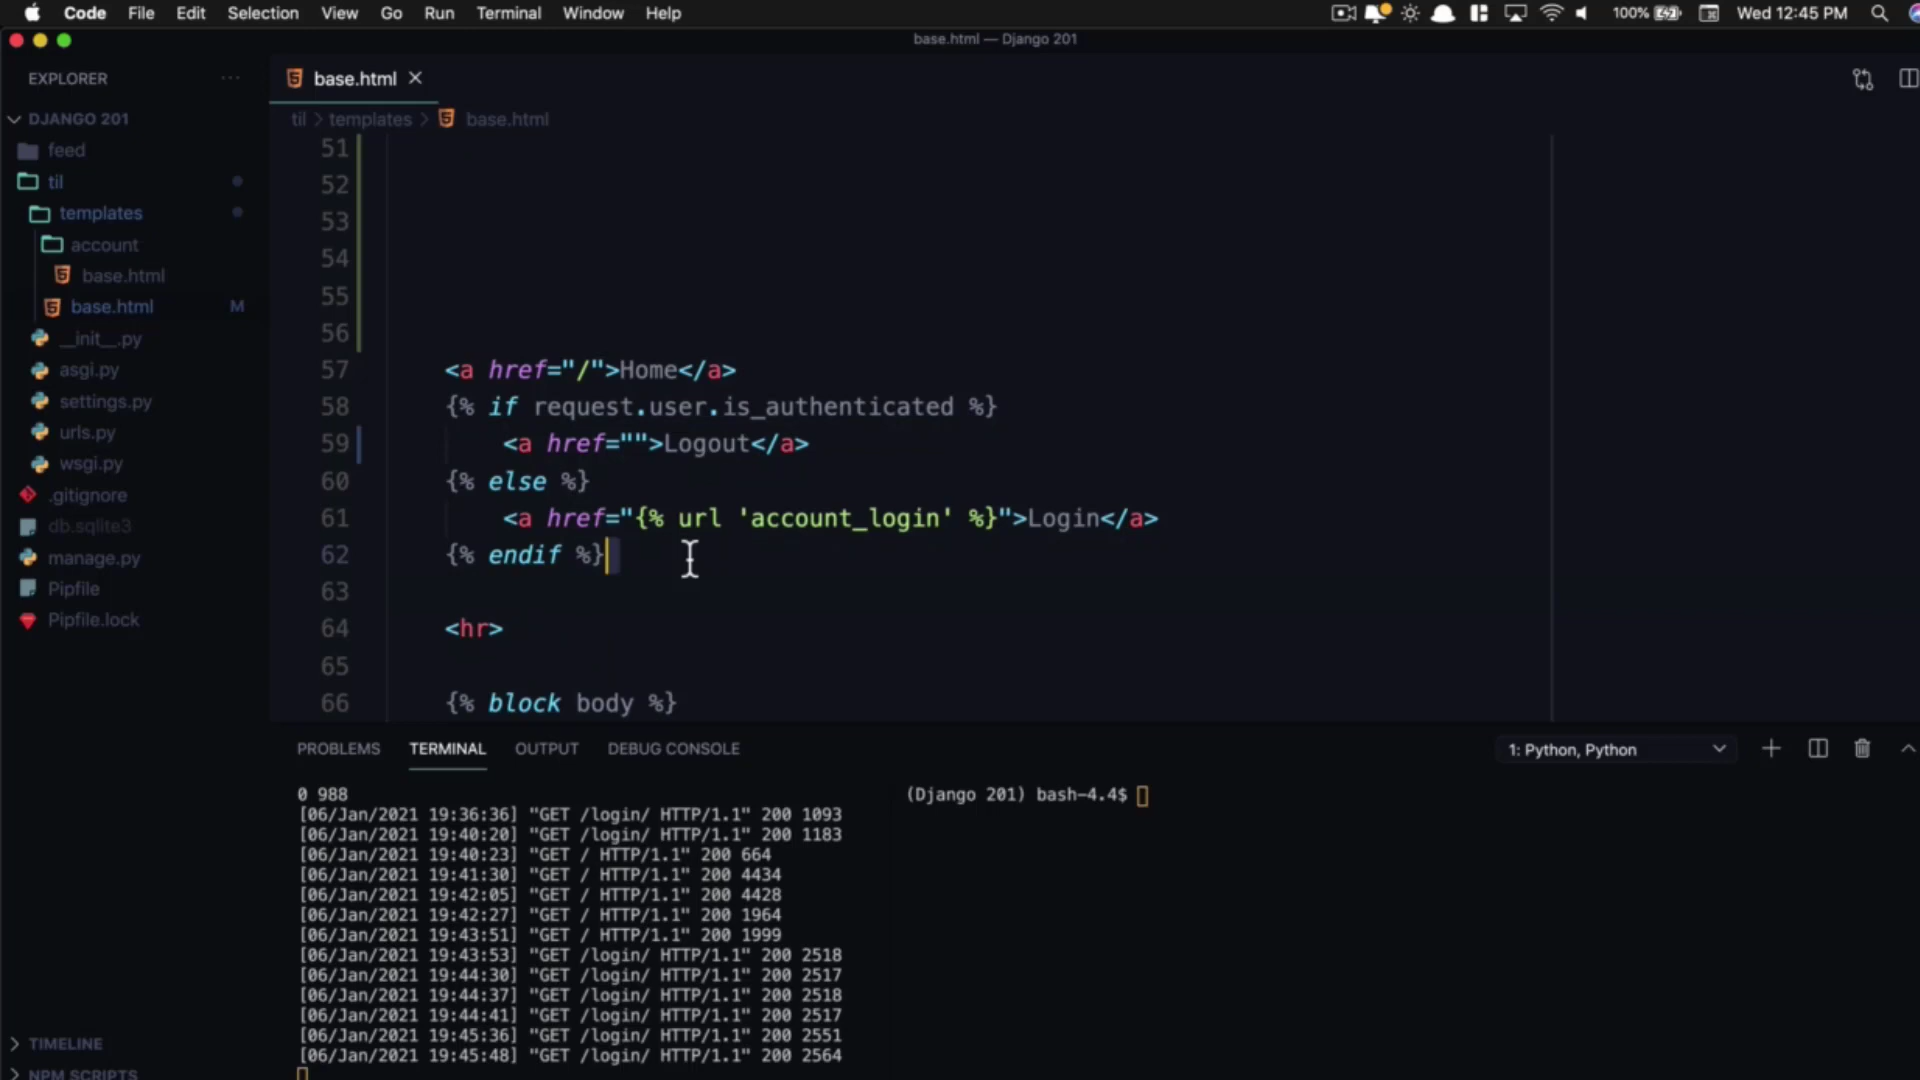 Code File Edit Selection View Go Run Terminal Window Help 100% Wed 12:45 PM
base.html — Django 201
EXPLORER
DJANGO 201
feed
til
templates
account
base.html
base.html M
__init__.py
asgi.py
settings.py
urls.py
wsgi.py
.gitignore
db.sqlite3
manage.py
Pipfile
Pipfile.lock
TIMELINE
NPM SCRIPTS
base.html
til > templates > base.html
51
52
53
54
55
56
57 <a href="/">Home</a>
58 {% if request.user.is_authenticated %}
59 <a href="">Logout</a>
60 {% else %}
61 <a href="{% url 'account_login' %}">Login</a>
62 {% endif %}
63
64 <hr>
65
66 {% block body %}
PROBLEMS TERMINAL OUTPUT DEBUG CONSOLE 1: Python, Python
0 988
[06/Jan/2021 19:36:36] "GET /login/ HTTP/1.1" 200 1093
[06/Jan/2021 19:40:20] "GET /login/ HTTP/1.1" 200 1183
[06/Jan/2021 19:40:23] "GET / HTTP/1.1" 200 664
[06/Jan/2021 19:41:30] "GET / HTTP/1.1" 200 4434
[06/Jan/2021 19:42:05] "GET / HTTP/1.1" 200 4428
[06/Jan/2021 19:42:27] "GET / HTTP/1.1" 200 1964
[06/Jan/2021 19:43:51] "GET / HTTP/1.1" 200 1999
[06/Jan/2021 19:43:53] "GET /login/ HTTP/1.1" 200 2518
[06/Jan/2021 19:44:30] "GET /login/ HTTP/1.1" 200 2517
[06/Jan/2021 19:44:37] "GET /login/ HTTP/1.1" 200 2518
[06/Jan/2021 19:44:41] "GET /login/ HTTP/1.1" 200 2517
[06/Jan/2021 19:45:36] "GET /login/ HTTP/1.1" 200 2551
[06/Jan/2021 19:45:48] "GET /login/ HTTP/1.1" 200 2564
(Django 201) bash-4.4$